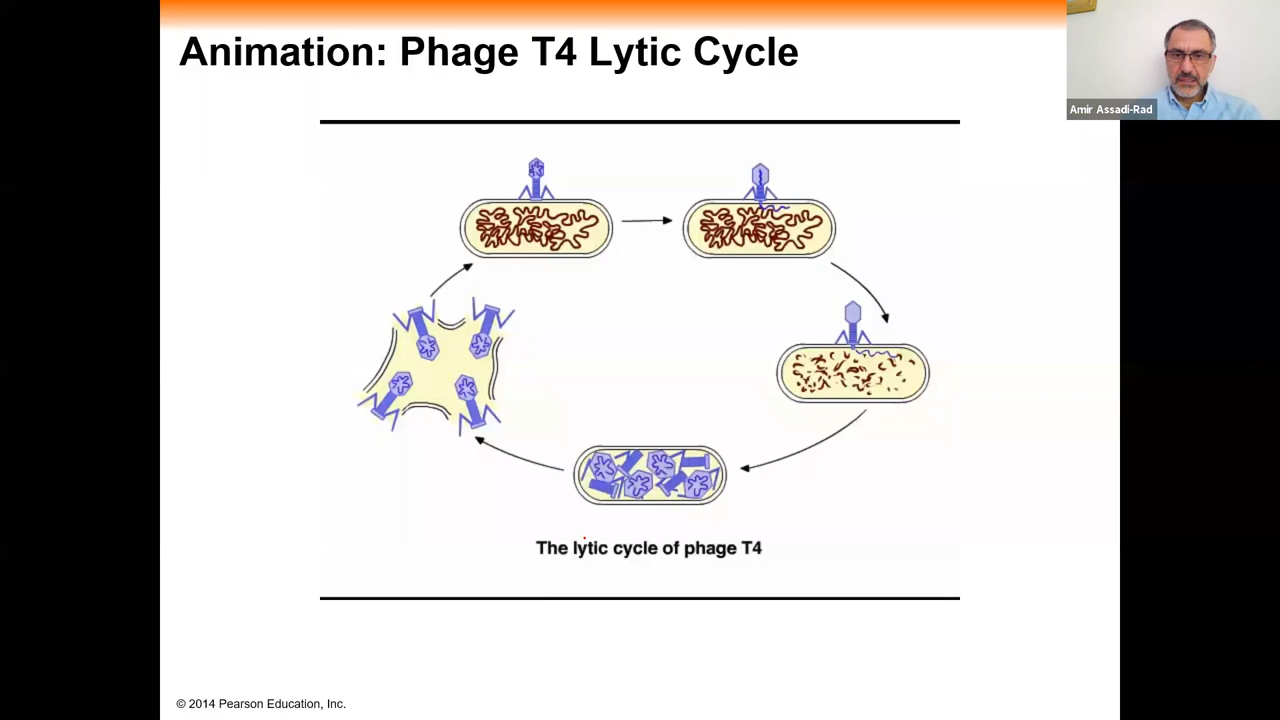 Animation: Phage T4 Lytic Cycle
Amir Assadi-Rad
The lytic cycle of phage T4
© 2014 Pearson Education, Inc.